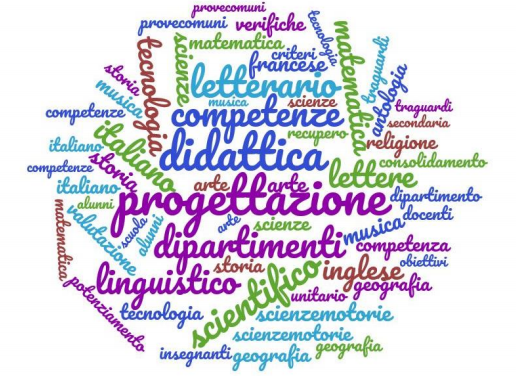 provecomuni
provecomuni verifiche tecnologia
matematica
scienze
tecnologia
criteri
francese
matematica
traguardi
antologia
storia
letterario
musica
musica scienze
traguardi
competenze
competenze
recupero
secondaria
religione
italiano
italiano
didattica
consolidamento
competenze
storia
lettere
italiano
arte arte
alunni
progettazione
dipartimento
docenti
matematica
valutazione
scuola
alunni
arte
scienze
musica
dipartimenti
competenza
obiettivi
storia
inglese
linguistico
scientifico
geografia
unitario
potenziamento
tecnologia
scienzemotorie
scienzemotorie
insegnanti
geografia
geografia